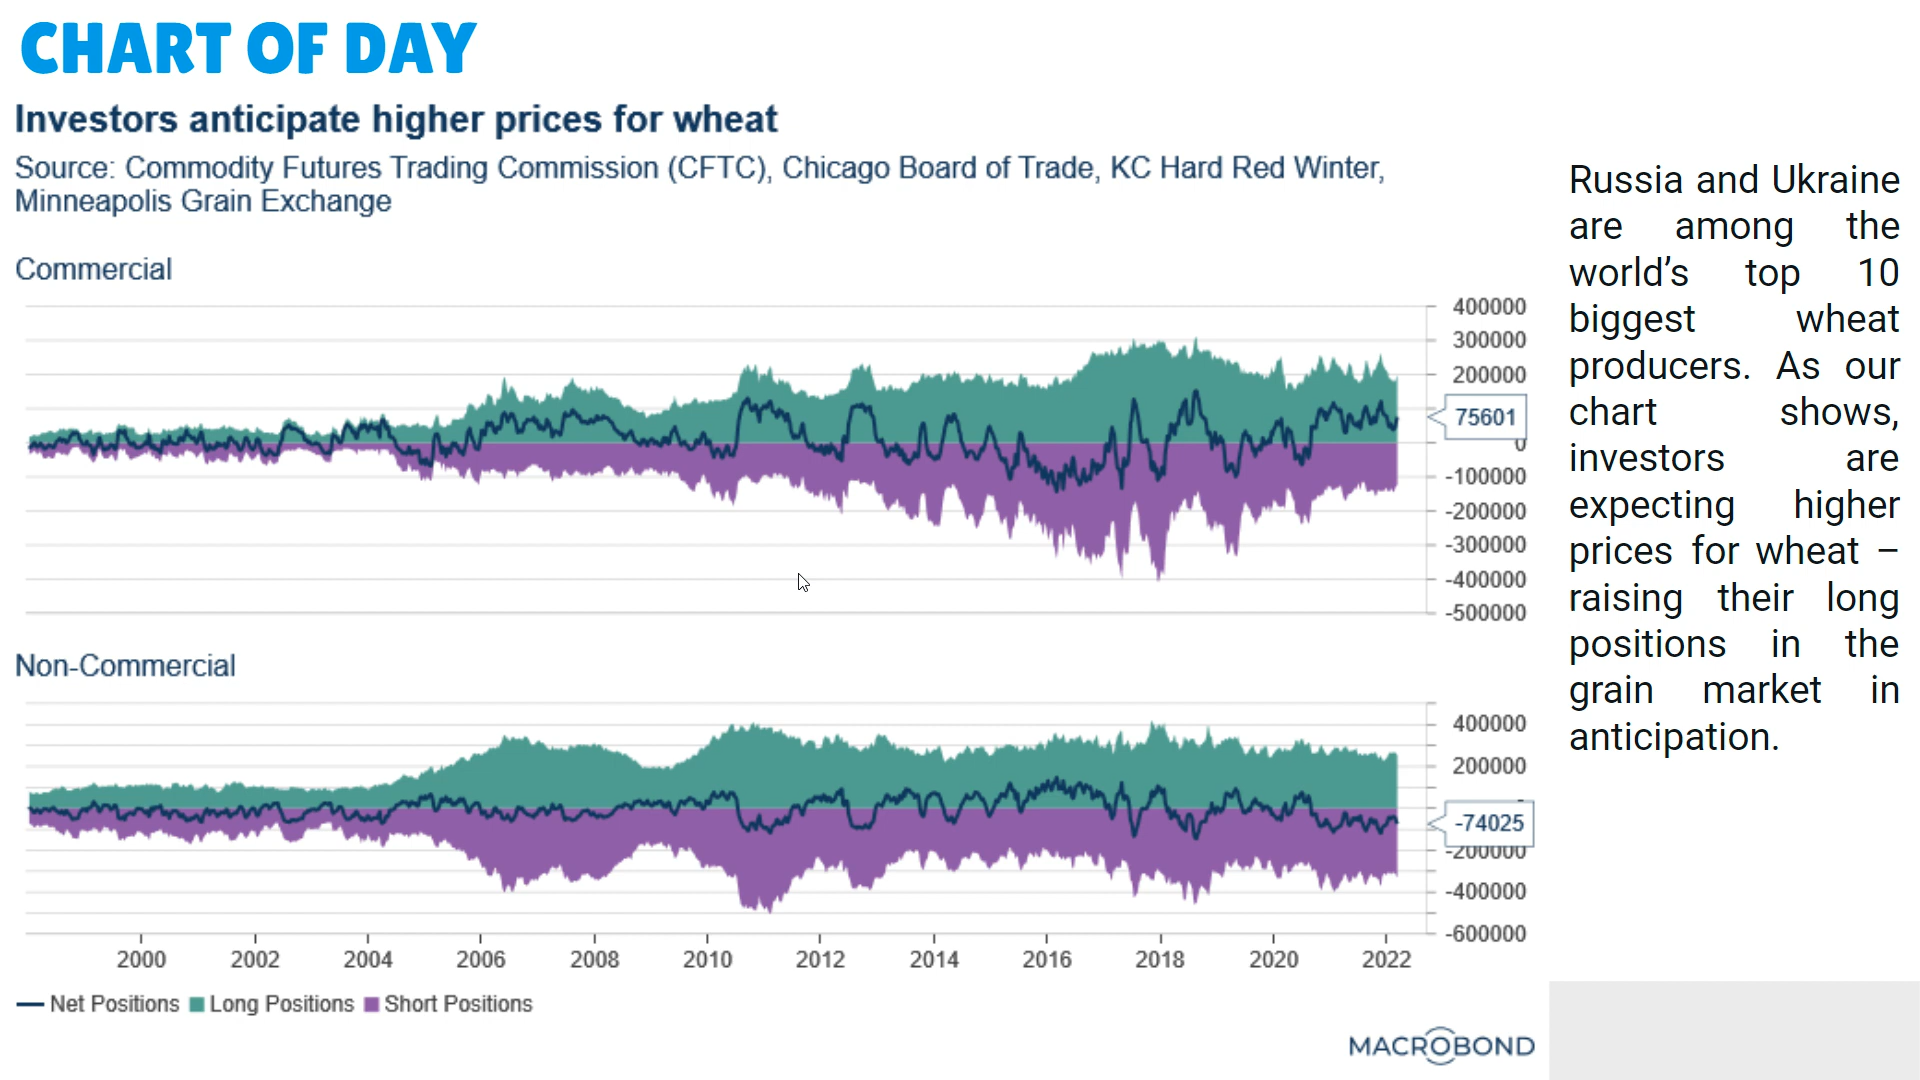 CHART OF DAY
Investors anticipate higher prices for wheat
Source: Commodity Futures Trading Commission (CFTC), Chicago Board of Trade, KC Hard Red Winter,
Minneapolis Grain Exchange
Commercial
400000
300000
200000
75601
0
-100000
-200000
-300000
-400000
-500000
Non-Commercial
400000
200000
-74025
-200000
-400000
-600000
2000 2002 2004 2006 2008 2010 2012 2014 2016 2018 2020 2022
Net Positions Long Positions Short Positions
MACROBOND
Russia and Ukraine
are among the
world’s top 10
biggest wheat
producers. As our
chart shows,
investors are
expecting higher
prices for wheat –
raising their long
positions in the
grain market in
anticipation.